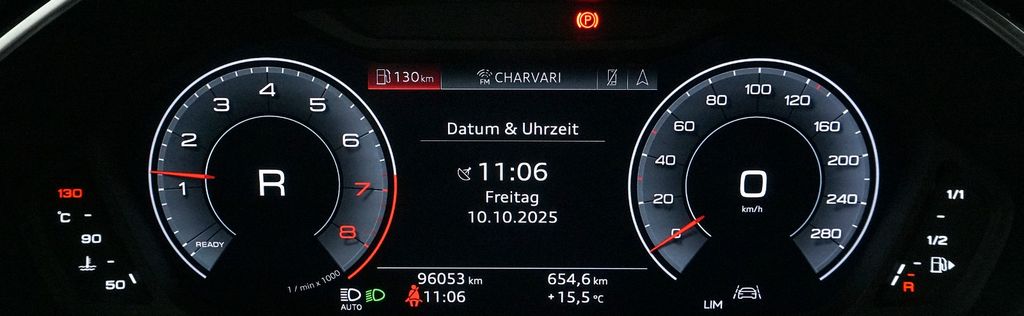 P
130 km
FM CHARVARI
Datum & Uhrzeit
11:06
Freitag
10.10.2025
1 2 3 4 5 6 7 8
READY
1 / min x 1000
R
0 20 40 60 80 100 120 160 200 240 280
0
km/h
130
°C
90
50
1/1
1/2
R
96053 km
654,6 km
AUTO
11:06
+15,5 °C
LIM